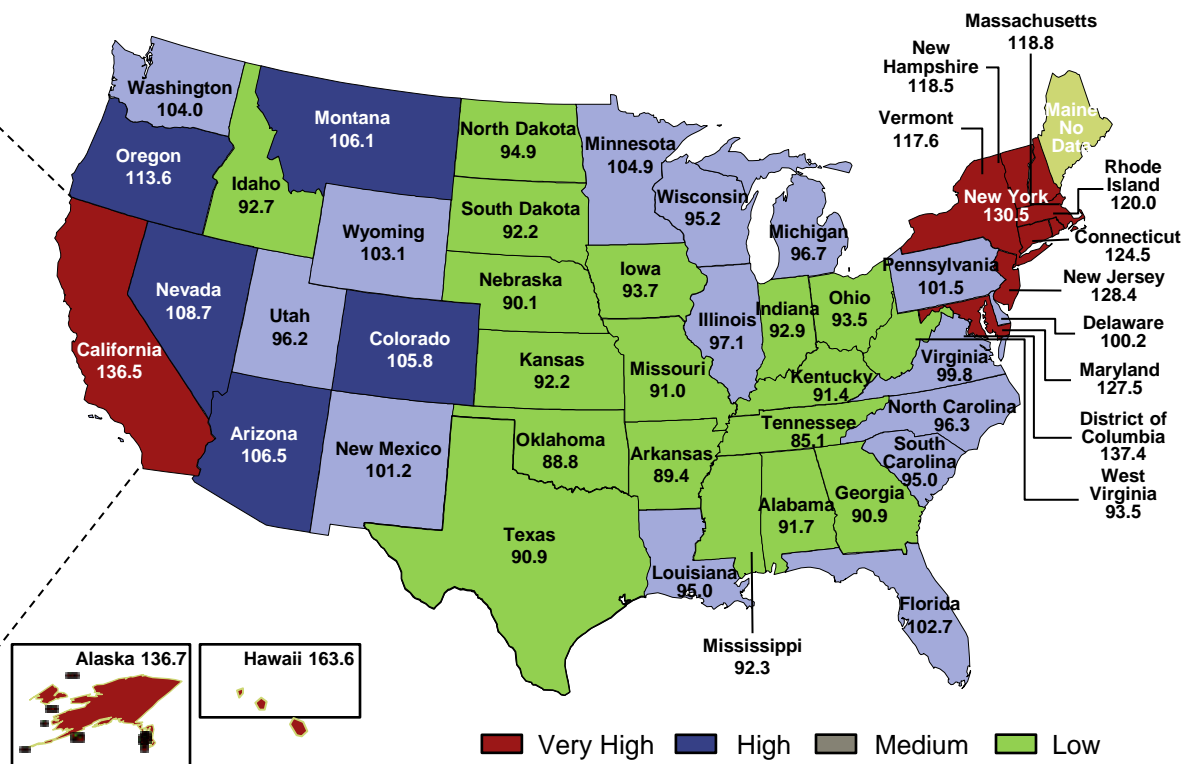 Massachusetts
118.8
New
Hampshire
118.5
Vermont
117.6
Maine
No
Data
Washington
104.0
Montana
106.1
North Dakota
94.9
Minnesota
104.9
Oregon
113.6
Idaho
92.7
Wisconsin
95.2
New York
130.5
Rhode
Island
120.0
South Dakota
92.2
Wyoming
103.1
Michigan
96.7
Connecticut
124.5
Pennsylvania
101.5
New Jersey
128.4
Nebraska
90.1
Iowa
93.7
Nevada
108.7
Utah
96.2
Illinois
97.1
Indiana
92.9
Ohio
93.5
Delaware
100.2
California
136.5
Colorado
105.8
Kansas
92.2
Missouri
91.0
Kentucky
91.4
Virginia
99.8
Maryland
127.5
Arizona
106.5
New Mexico
101.2
Oklahoma
88.8
Arkansas
89.4
Tennessee
85.1
North Carolina
96.3
District of
Columbia
137.4
South
Carolina
95.0
West
Virginia
93.5
Texas
90.9
Alabama
91.7
Georgia
90.9
Louisiana
95.0
Florida
102.7
Mississippi
92.3
Alaska 136.7
Hawaii 163.6
Very High
High
Medium
Low